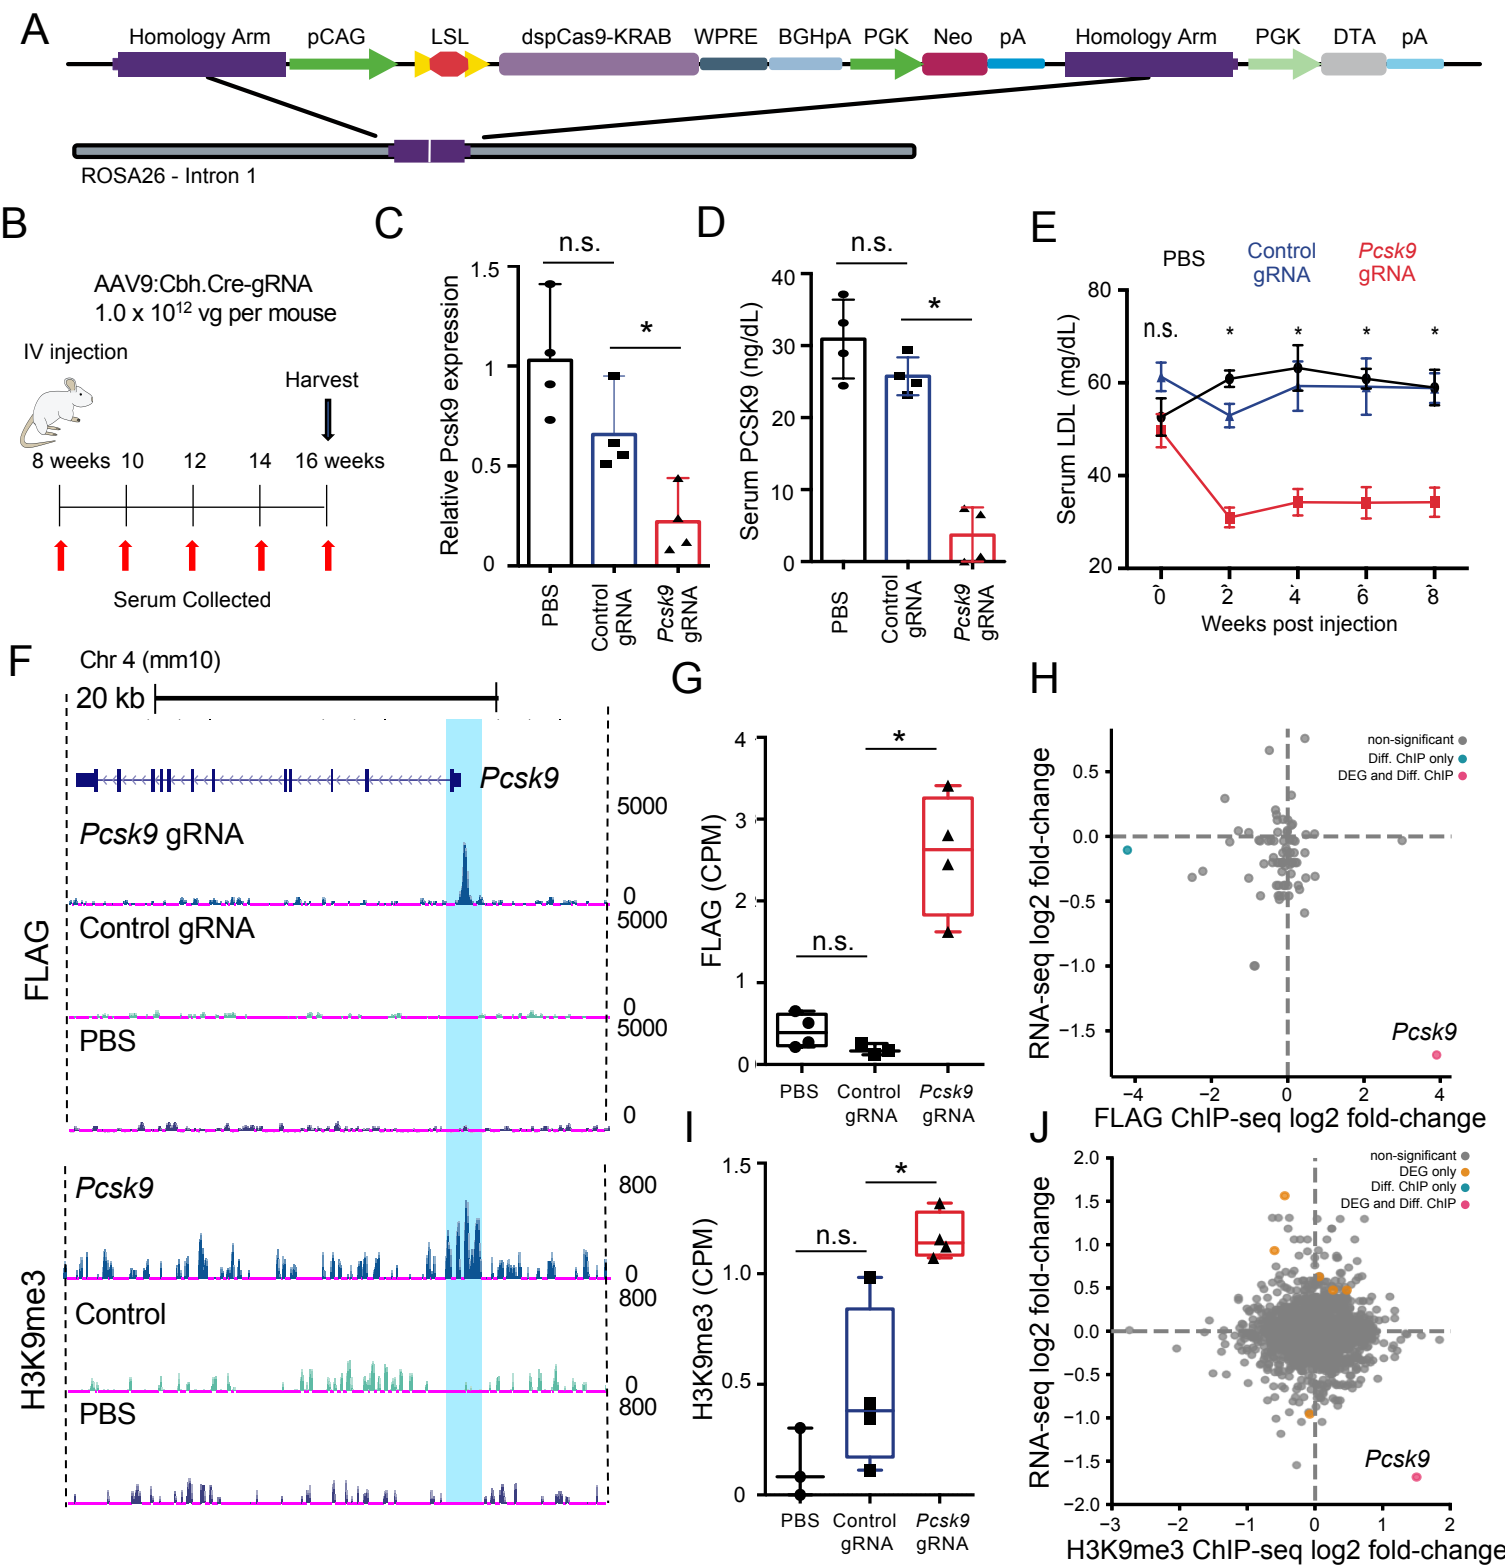 A
Homology Arm pCAG LSL dspCas9-KRAB WPRE BGHpA PGK Neo pA Homology Arm PGK DTA pA
ROSA26 - Intron 1
B
AAV9:Cbh.Cre-gRNA
1.0 x 10¹² vg per mouse
IV injection
Harvest
8 weeks 10 12 14 16 weeks
Serum Collected
C
n.s.
*
Relative Pcsk9 expression
1.5
1
0.5
0
PBS
Control gRNA
Pcsk9 gRNA
D
n.s.
*
Serum PCSK9 (ng/dL)
40
30
20
10
0
PBS
Control gRNA
Pcsk9 gRNA
E
PBS
Control gRNA
Pcsk9 gRNA
n.s. * * * *
Serum LDL (mg/dL)
80
60
40
20
0 2 4 6 8
Weeks post injection
F
Chr 4 (mm10)
20 kb
Pcsk9
FLAG
5000
Pcsk9 gRNA
0
5000
Control gRNA
0
5000
PBS
0
H3K9me3
Pcsk9
800
0
800
Control
0
800
PBS
G
n.s.
*
FLAG (CPM)
4
3
2
1
0
PBS
Control gRNA
Pcsk9 gRNA
H
non-significant
Diff. ChIP only
DEG and Diff. ChIP
RNA-seq log2 fold-change
0.5
0.0
−0.5
−1.0
−1.5
Pcsk9
−4 −2 0 2 4
FLAG ChIP-seq log2 fold-change
I
n.s.
*
H3K9me3 (CPM)
1.5
1.0
0.5
0
PBS
Control gRNA
Pcsk9 gRNA
J
non-significant
DEG only
Diff. ChIP only
DEG and Diff. ChIP
RNA-seq log2 fold-change
2.0
1.5
1.0
0.5
0.0
−0.5
−1.0
−1.5
−2.0
Pcsk9
−3 −2 −1 0 1 2
H3K9me3 ChIP-seq log2 fold-change